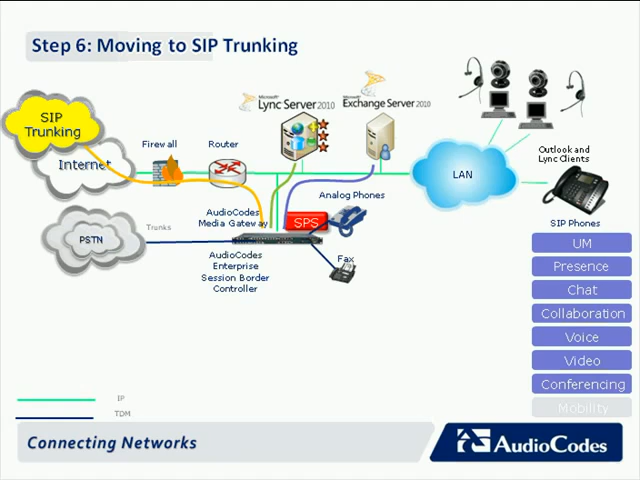 Step 6: Moving to SIP Trunking
SIP
Trunking
Internet
Firewall
Router
Microsoft
Lync Server 2010
Microsoft
Exchange Server 2010
LAN
Outlook and
Lync Clients
Analog Phones
SIP Phones
PSTN
Trunks
AudioCodes
Media Gateway
SPS
AudioCodes
Enterprise
Session Border
Controller
Fax
UM
Presence
Chat
Collaboration
Voice
Video
Conferencing
Mobility
IP
TDM
Connecting Networks
AudioCodes